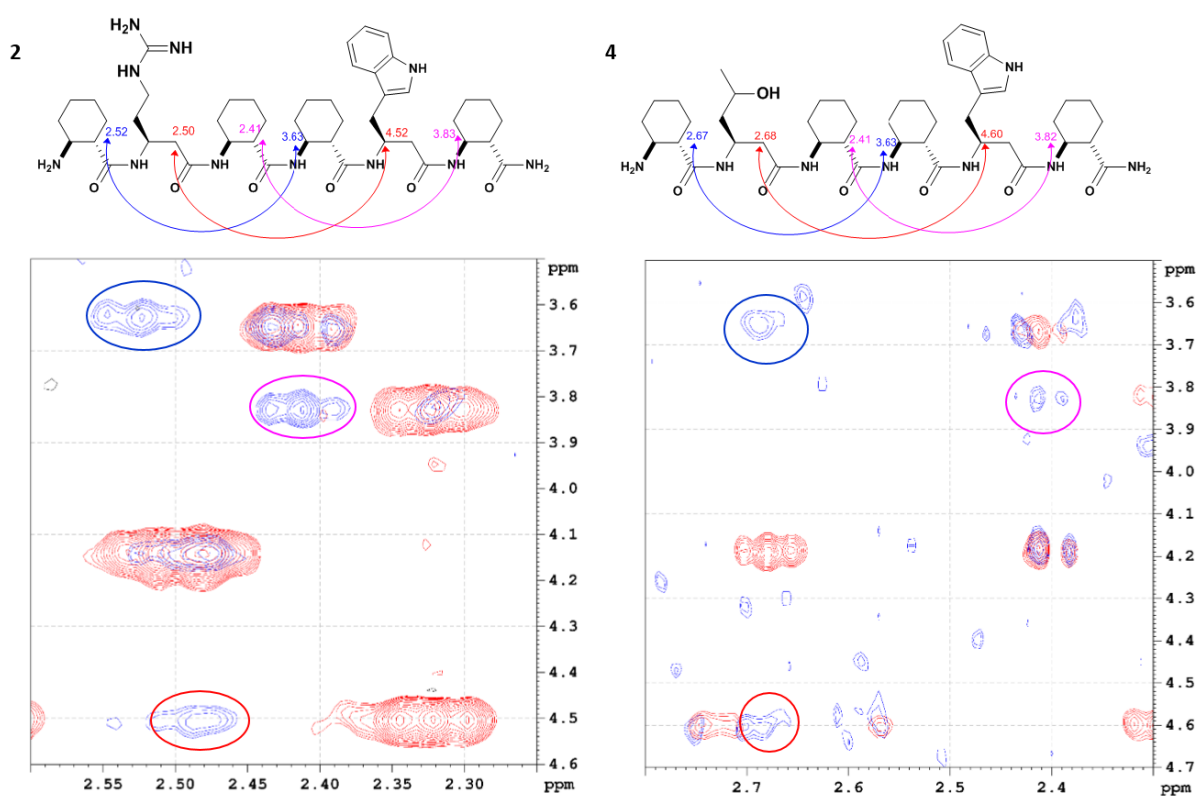 2
H₂N
NH
HN
NH
2.52
2.50
2.41
3.63
4.52
3.83
H₂N
O
NH
O
NH
O
NH
O
NH
O
NH
O
NH₂
4
OH
NH
2.67
2.68
2.41
3.63
4.60
3.82
H₂N
O
NH
O
NH
O
NH
O
NH
O
NH
O
NH₂
ppm
3.6
3.7
3.8
3.9
4.0
4.1
4.2
4.3
4.4
4.5
4.6
2.55
2.50
2.45
2.40
2.35
2.30
ppm
ppm
3.6
3.7
3.8
3.9
4.0
4.1
4.2
4.3
4.4
4.5
4.6
4.7
2.7
2.6
2.5
2.4
ppm